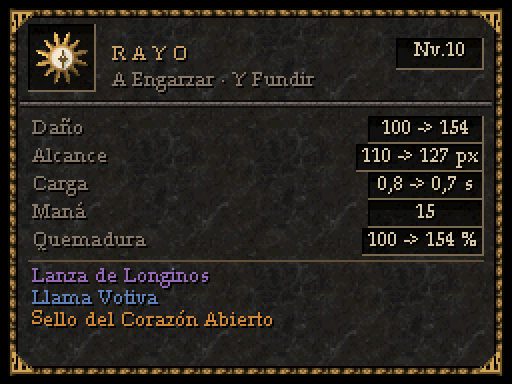 RAYO
Nv.10
A Engarzar · Y Fundir
Daño 100 -> 154
Alcance 110 -> 127 px
Carga 0,8 -> 0,7 s
Maná 15
Quemadura 100 -> 154 %
Lanza de Longinos
Llama Votiva
Sello del Corazón Abierto